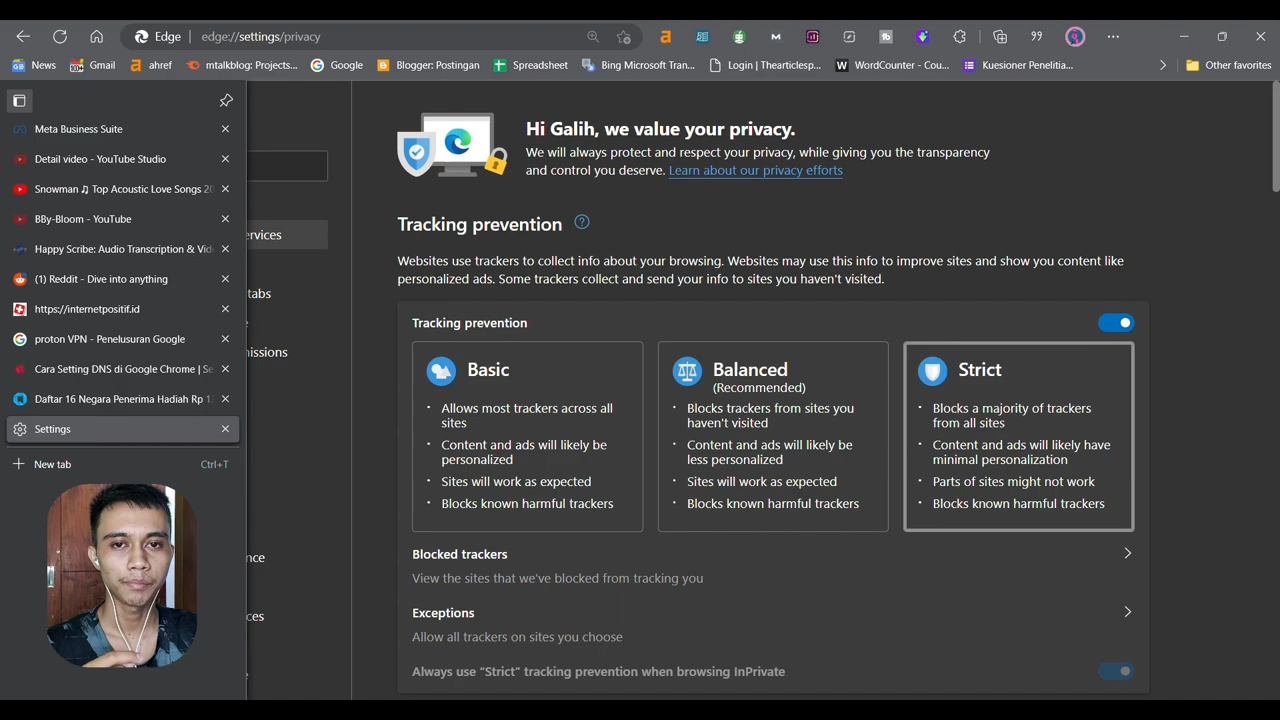 Edge
edge://settings/privacy
News
Gmail
ahref
mtalkblog: Projects...
Google
Blogger: Postingan
Spreadsheet
Bing Microsoft Tran...
Login | Thearticlesp...
WordCounter - Cou...
Kuesioner Penelitia...
Other favorites
Meta Business Suite
Detail video - YouTube Studio
Snowman ♫ Top Acoustic Love Songs 20
BBy-Bloom - YouTube
Happy Scribe: Audio Transcription & Vid
(1) Reddit - Dive into anything
https://internetpositif.id
proton VPN - Penelusuran Google
Cara Setting DNS di Google Chrome | Se
Daftar 16 Negara Penerima Hadiah Rp 1
Settings
New tab
Ctrl+T
ervices
tabs
issions
nce
ces
Hi Galih, we value your privacy.
We will always protect and respect your privacy, while giving you the transparency
and control you deserve. Learn about our privacy efforts
Tracking prevention
Websites use trackers to collect info about your browsing. Websites may use this info to improve sites and show you content like
personalized ads. Some trackers collect and send your info to sites you haven't visited.
Tracking prevention
Basic
• Allows most trackers across all
sites
• Content and ads will likely be
personalized
• Sites will work as expected
• Blocks known harmful trackers
Balanced
(Recommended)
• Blocks trackers from sites you
haven't visited
• Content and ads will likely be
less personalized
• Sites will work as expected
• Blocks known harmful trackers
Strict
• Blocks a majority of trackers
from all sites
• Content and ads will likely have
minimal personalization
• Parts of sites might not work
• Blocks known harmful trackers
Blocked trackers
View the sites that we've blocked from tracking you
Exceptions
Allow all trackers on sites you choose
Always use “Strict” tracking prevention when browsing InPrivate